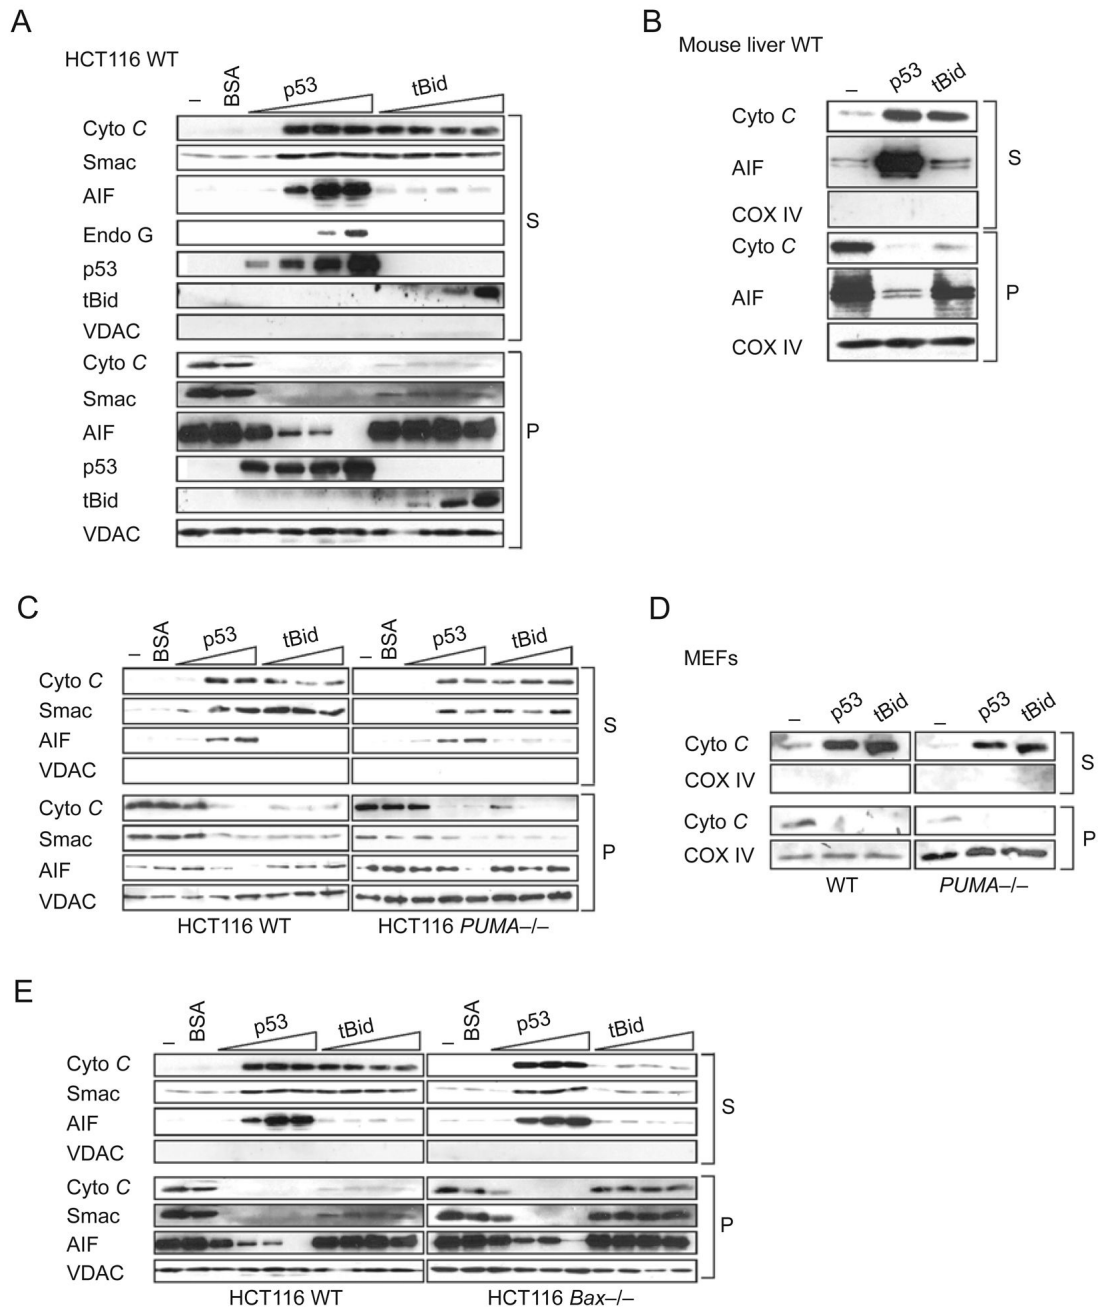 A
HCT116 WT
– BSA p53 tBid
Cyto C
Smac
AIF
Endo G
p53
tBid
VDAC
S
Cyto C
Smac
AIF
p53
tBid
VDAC
P
B
Mouse liver WT
– p53 tBid
Cyto C
AIF
COX IV
S
Cyto C
AIF
COX IV
P
C
– BSA p53 tBid – BSA p53 tBid
Cyto C
Smac
AIF
VDAC
S
Cyto C
Smac
AIF
VDAC
P
HCT116 WT HCT116 PUMA–/–
D
MEFs
– p53 tBid – p53 tBid
Cyto C
COX IV
S
Cyto C
COX IV
P
WT PUMA–/–
E
– BSA p53 tBid – BSA p53 tBid
Cyto C
Smac
AIF
VDAC
S
Cyto C
Smac
AIF
VDAC
P
HCT116 WT HCT116 Bax–/–